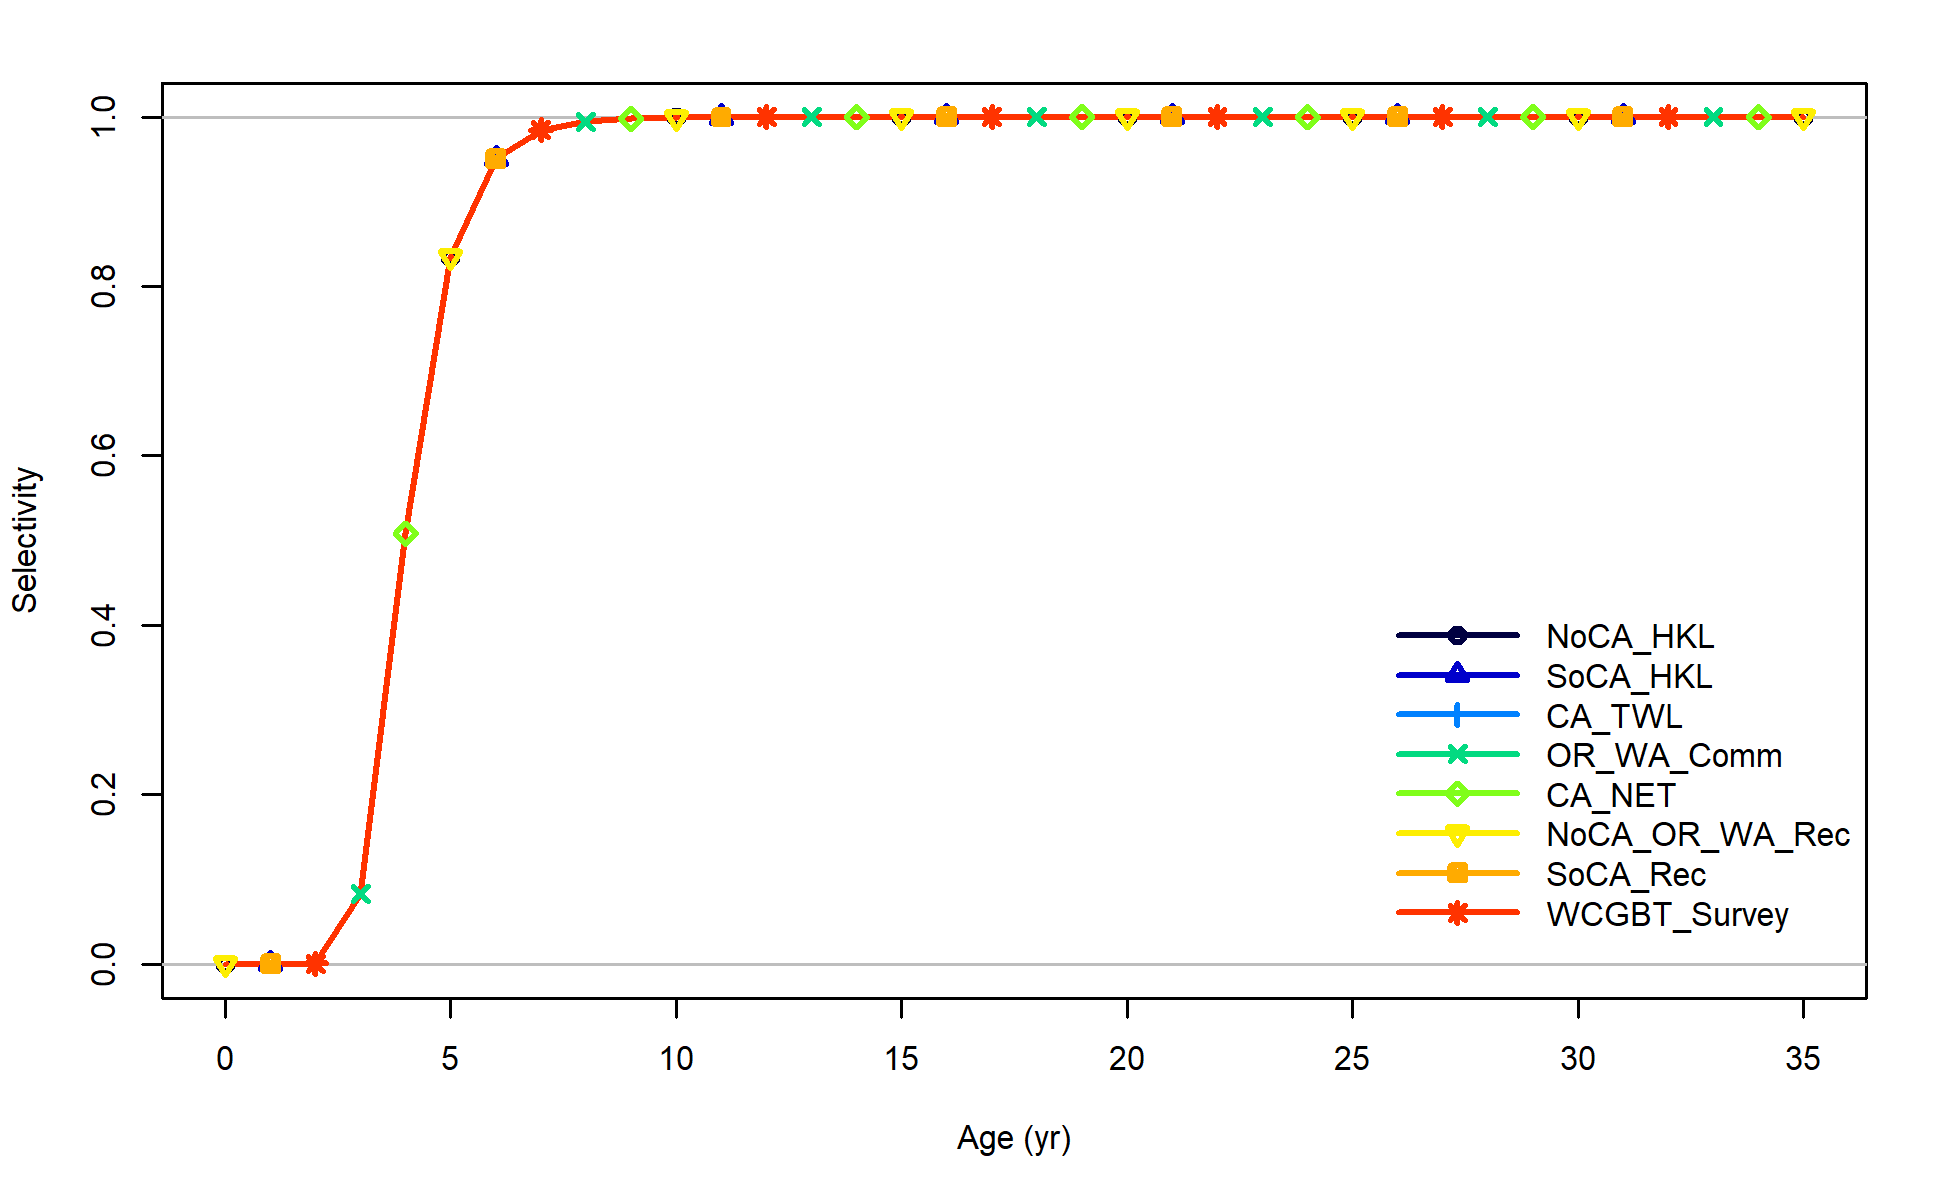 1.0
0.8
0.6
0.4
0.2
0.0
Selectivity
NoCA_HKL
SoCA_HKL
CA_TWL
OR_WA_Comm
CA_NET
NoCA_OR_WA_Rec
SoCA_Rec
WCGBT_Survey
0 5 10 15 20 25 30 35
Age (yr)